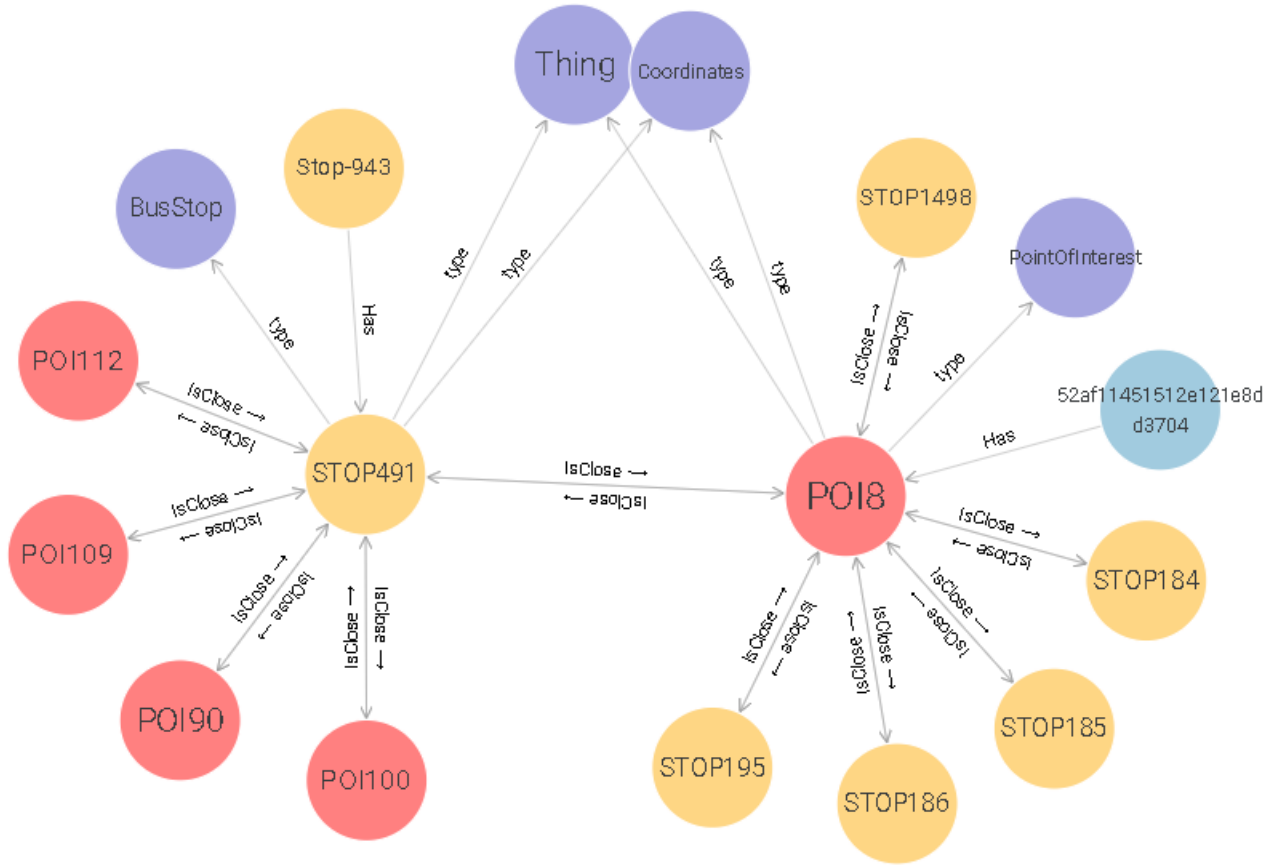 Thing
Coordinates
Stop-943
STOP1498
BusStop
PointOfInterest
type
type
type
type
type
Has
IsClose →
IsClose →
type
POI112
52af11451512e121e8d
d3704
IsClose →
IsClose →
Has
STOP491
IsClose →
IsClose →
POI8
IsClose →
IsClose →
POI109
IsClose →
IsClose →
STOP184
IsClose →
IsClose →
IsClose →
IsClose →
IsClose →
IsClose →
IsClose →
IsClose →
IsClose →
IsClose →
POI90
STOP185
POI100
STOP195
STOP186